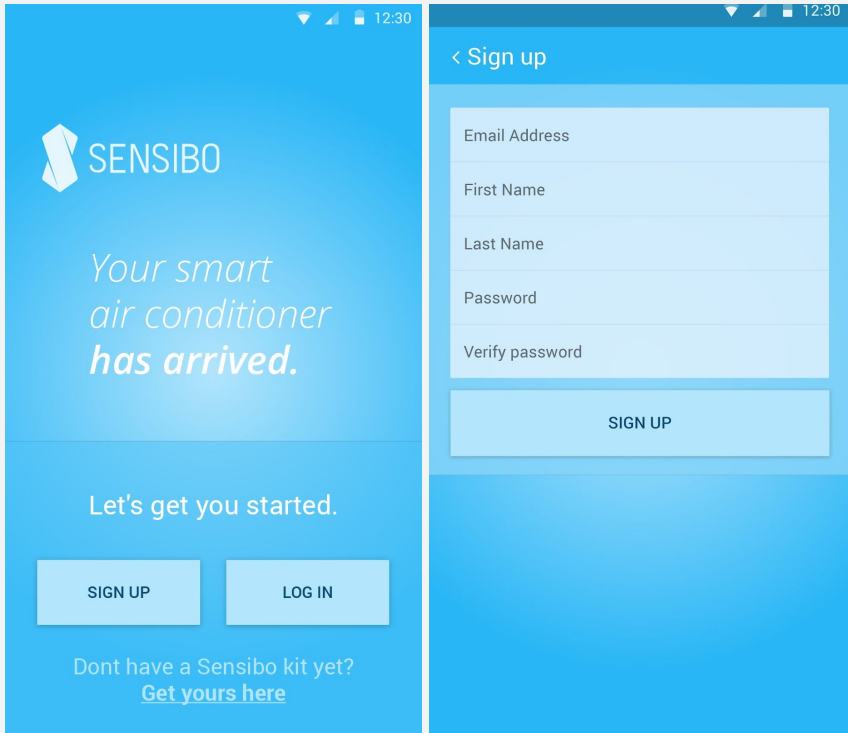 12:30
SENSIBO
Your smart
air conditioner
has arrived.
Let's get you started.
SIGN UP
LOG IN
Dont have a Sensibo kit yet?
Get yours here
12:30
< Sign up
Email Address
First Name
Last Name
Password
Verify password
SIGN UP